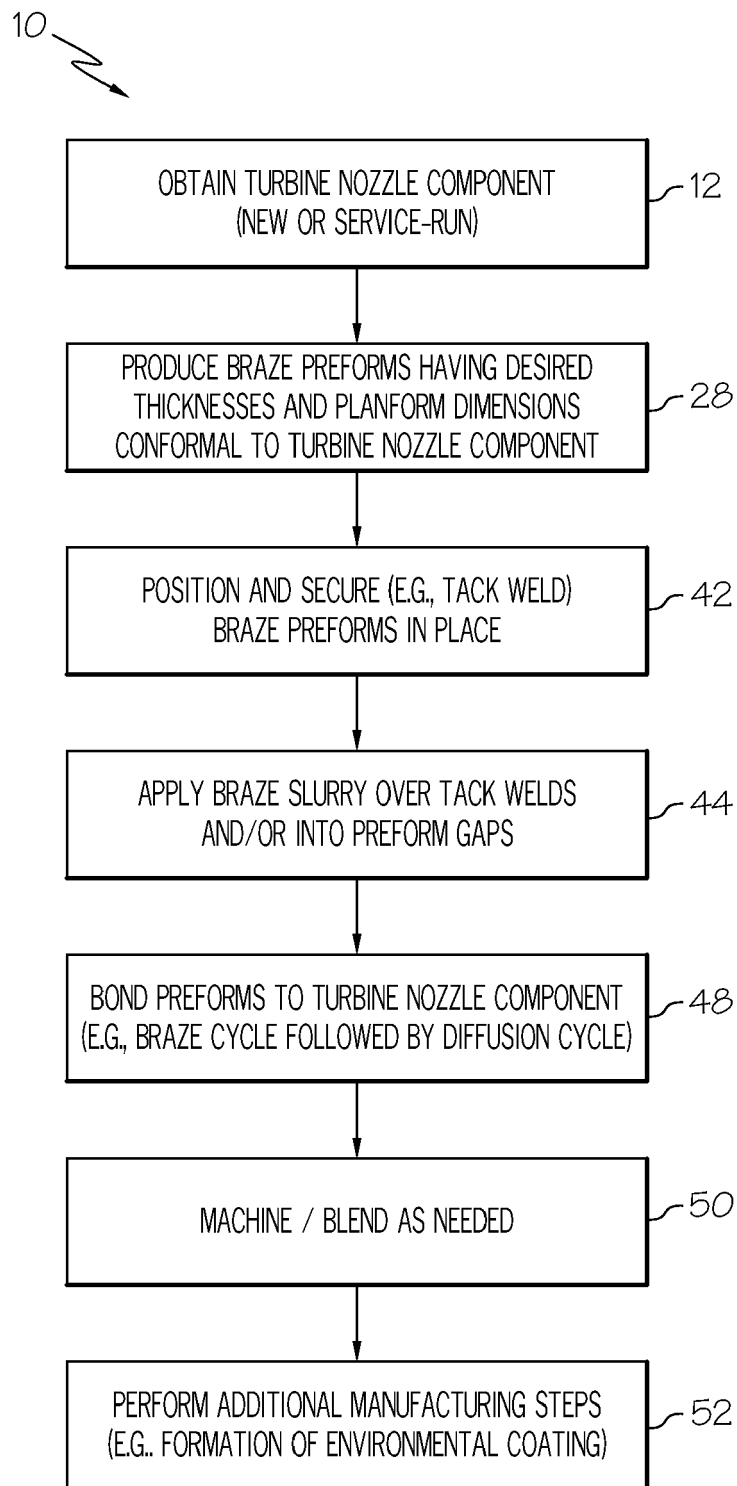 10
OBTAIN TURBINE NOZZLE COMPONENT
(NEW OR SERVICE-RUN)
12
PRODUCE BRAZE PREFORMS HAVING DESIRED
THICKNESSES AND PLANFORM DIMENSIONS
CONFORMAL TO TURBINE NOZZLE COMPONENT
28
POSITION AND SECURE (E.G., TACK WELD)
BRAZE PREFORMS IN PLACE
42
APPLY BRAZE SLURRY OVER TACK WELDS
AND/OR INTO PREFORM GAPS
44
BOND PREFORMS TO TURBINE NOZZLE COMPONENT
(E.G., BRAZE CYCLE FOLLOWED BY DIFFUSION CYCLE)
48
MACHINE / BLEND AS NEEDED
50
PERFORM ADDITIONAL MANUFACTURING STEPS
(E.G.. FORMATION OF ENVIRONMENTAL COATING)
52